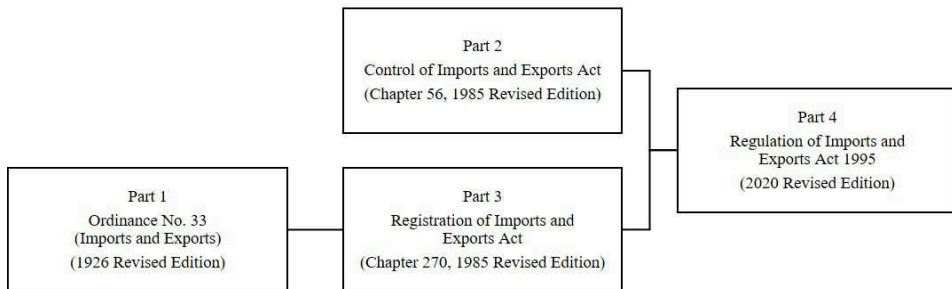 Part 2
Control of Imports and Exports Act
(Chapter 56, 1985 Revised Edition)
Part 4
Regulation of Imports and
Exports Act 1995
(2020 Revised Edition)
Part 1
Ordinance No. 33
(Imports and Exports)
(1926 Revised Edition)
Part 3
Registration of Imports and
Exports Act
(Chapter 270, 1985 Revised Edition)